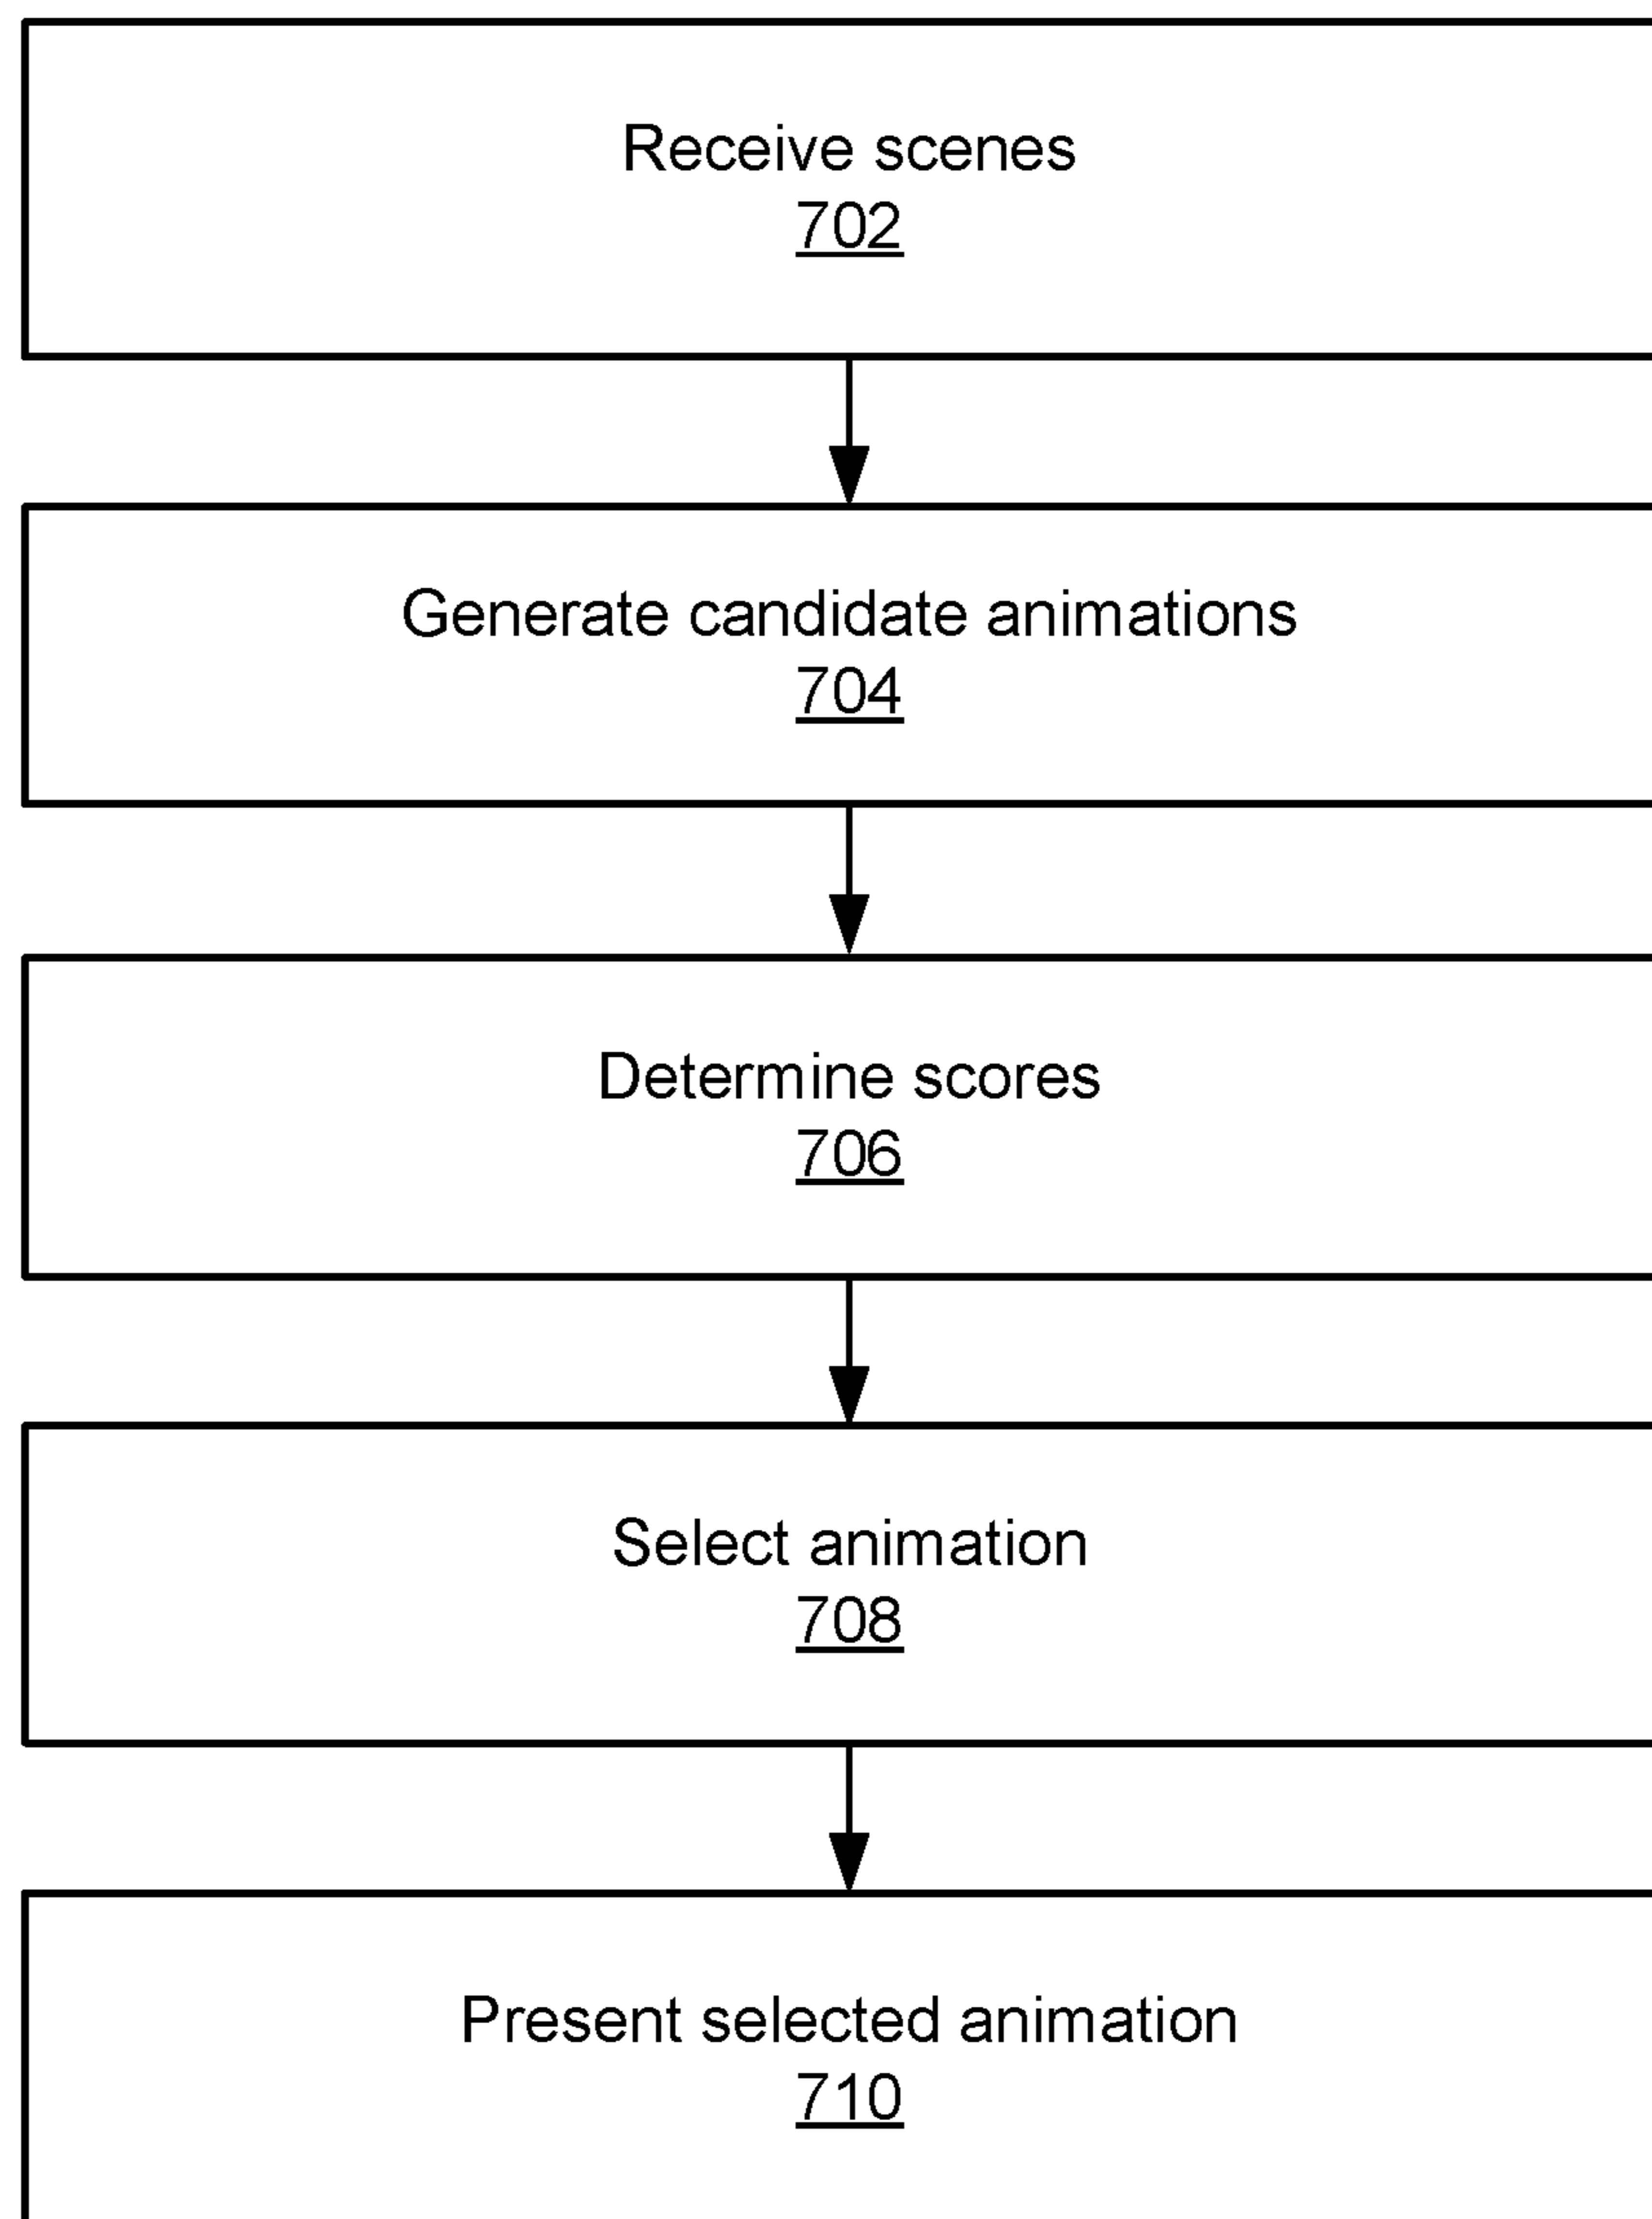 Receive scenes
702
Generate candidate animations
704
Determine scores
706
Select animation
708
Present selected animation
710